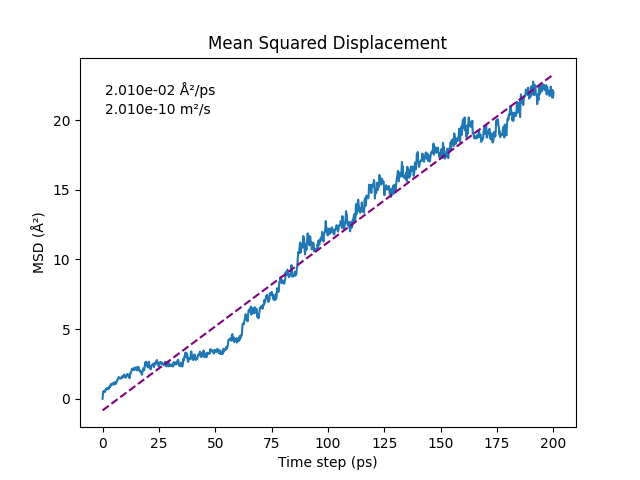 Mean Squared Displacement
2.010e-02 Å²/ps
2.010e-10 m²/s
MSD (Å²)
20
15
10
5
0
0 25 50 75 100 125 150 175 200
Time step (ps)